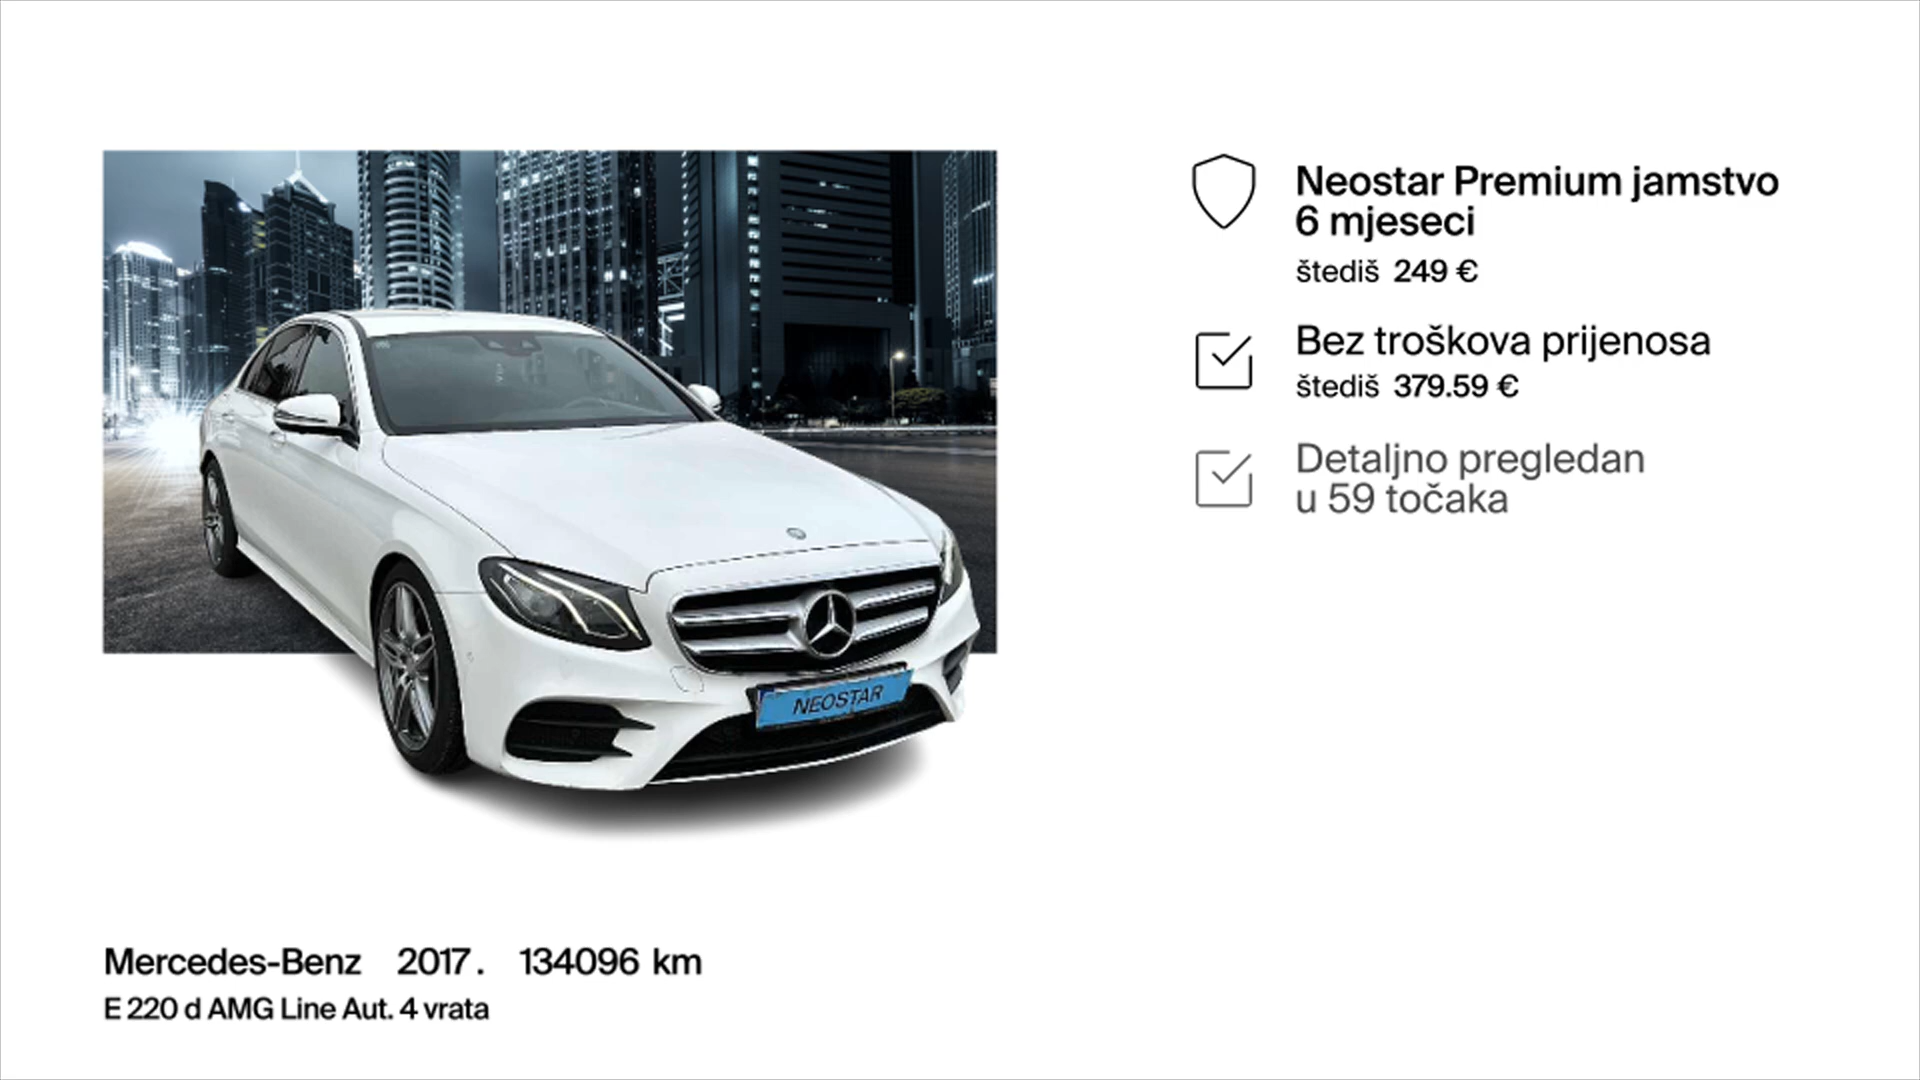 Neostar Premium jamstvo
6 mjeseci
štediš 249 €
Bez troškova prijenosa
štediš 379.59 €
Detaljno pregledan
u 59 točaka
NEOSTAR
Mercedes-Benz 2017. 134096 km
E 220 d AMG Line Aut. 4 vrata